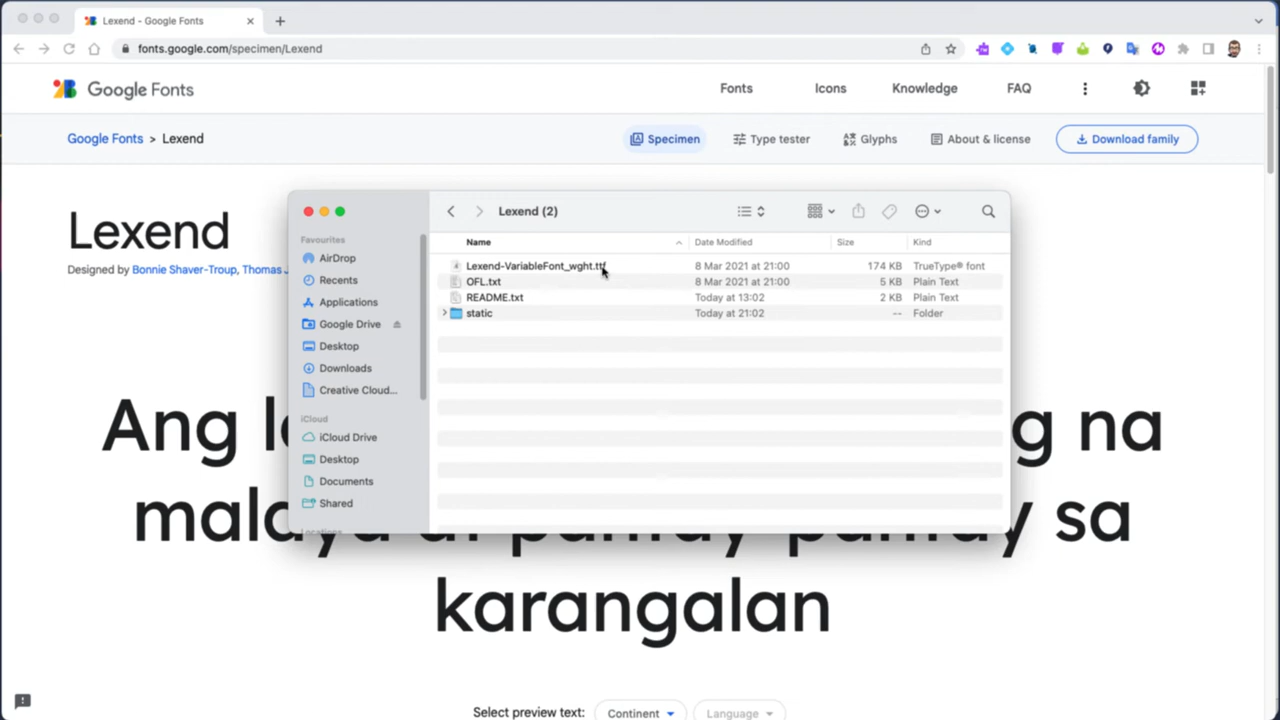 Lexend - Google Fonts
fonts.google.com/specimen/Lexend
Google Fonts
Fonts
Icons
Knowledge
FAQ
Google Fonts > Lexend
Specimen
Type tester
Glyphs
About & license
Download family
Lexend
Designed by Bonnie Shaver-Troup, Thomas J
Lexend (2)
Favourites
AirDrop
Recents
Applications
Google Drive
Desktop
Downloads
Creative Cloud...
iCloud
iCloud Drive
Desktop
Documents
Shared
Locations
Name Date Modified Size Kind
Lexend-VariableFont_wght.ttf 8 Mar 2021 at 21:00 174 KB TrueType® font
OFL.txt 8 Mar 2021 at 21:00 5 KB Plain Text
README.txt Today at 13:02 2 KB Plain Text
static Today at 21:02 -- Folder
Ang g na
sa
karangalan
Select preview text: Continent Language